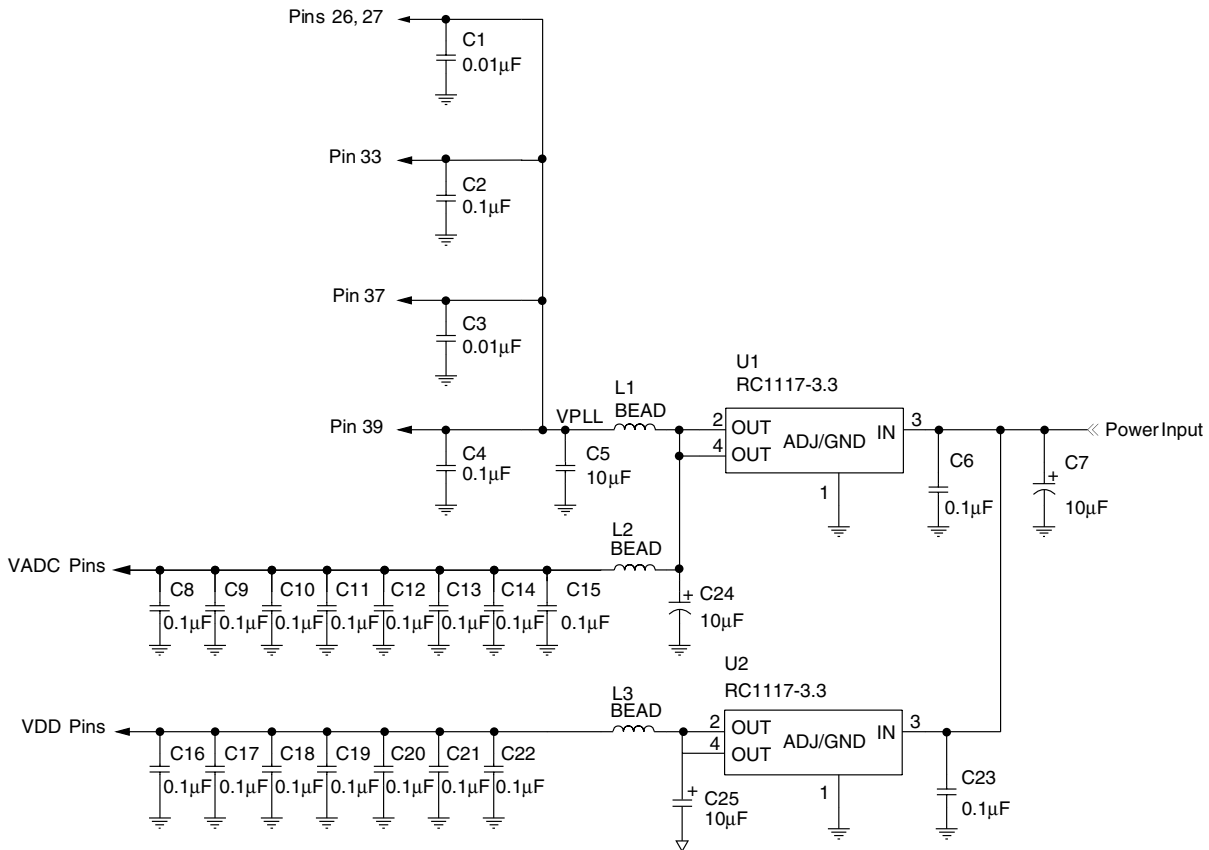 Pins 26, 27
C1
0.01µF
Pin 33
C2
0.1µF
Pin 37
C3
0.01µF
Pin 39
C4
0.1µF
VPLL
C5
10µF
L1
BEAD
U1
RC1117-3.3
2
OUT
4
OUT
ADJ/GND
IN
3
1
Power Input
C6
0.1µF
C7
+
10µF
L2
BEAD
VADC Pins
C8
C9
C10
C11
C12
C13
C14
C15
0.1µF
0.1µF
0.1µF
0.1µF
0.1µF
0.1µF
0.1µF
0.1µF
+ C24
10µF
U2
RC1117-3.3
L3
BEAD
VDD Pins
2
OUT
4
OUT
ADJ/GND
IN
3
1
C16
C17
C18
C19
C20
C21
C22
0.1µF
0.1µF
0.1µF
0.1µF
0.1µF
0.1µF
0.1µF
+ C25
10µF
C23
0.1µF